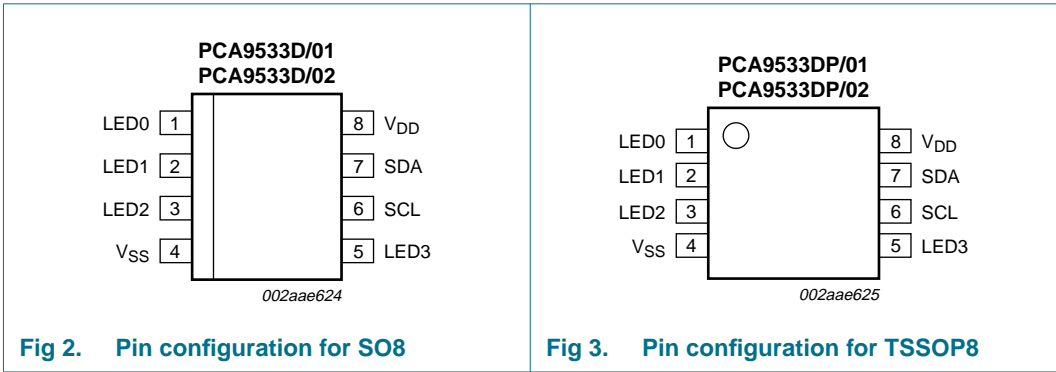 PCA9533D/01
PCA9533D/02
LED0 1 8 VDD
LED1 2 7 SDA
LED2 3 6 SCL
VSS 4 5 LED3
002aae624
Fig 2. Pin configuration for SO8
PCA9533DP/01
PCA9533DP/02
LED0 1 8 VDD
LED1 2 7 SDA
LED2 3 6 SCL
VSS 4 5 LED3
002aae625
Fig 3. Pin configuration for TSSOP8